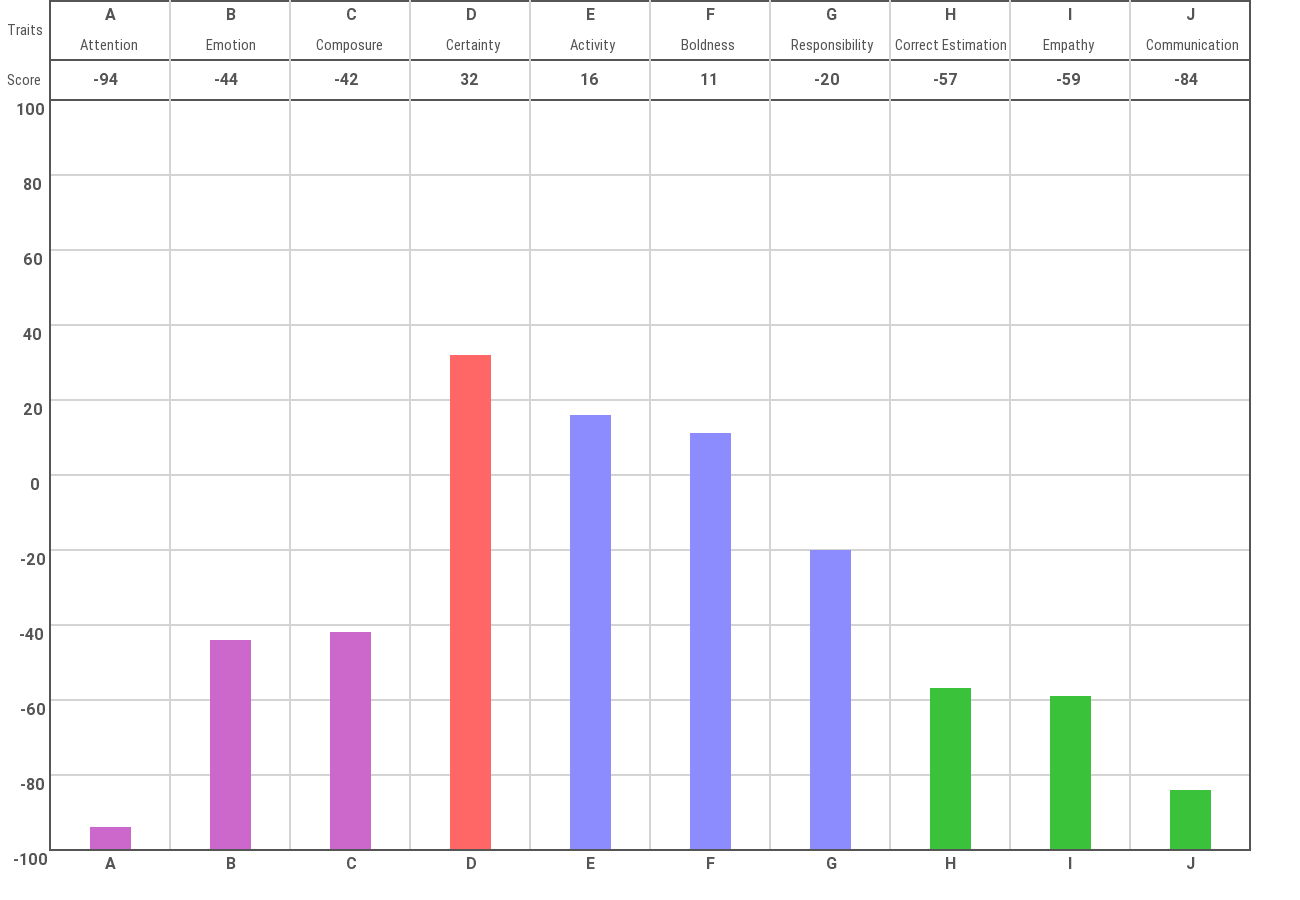 A B C D E F G H I J
Traits
Attention Emotion Composure Certainty Activity Boldness Responsibility Correct Estimation Empathy Communication
Score -94 -44 -42 32 16 11 -20 -57 -59 -84
100
80
60
40
20
0
-20
-40
-60
-80
-100
A B C D E F G H I J